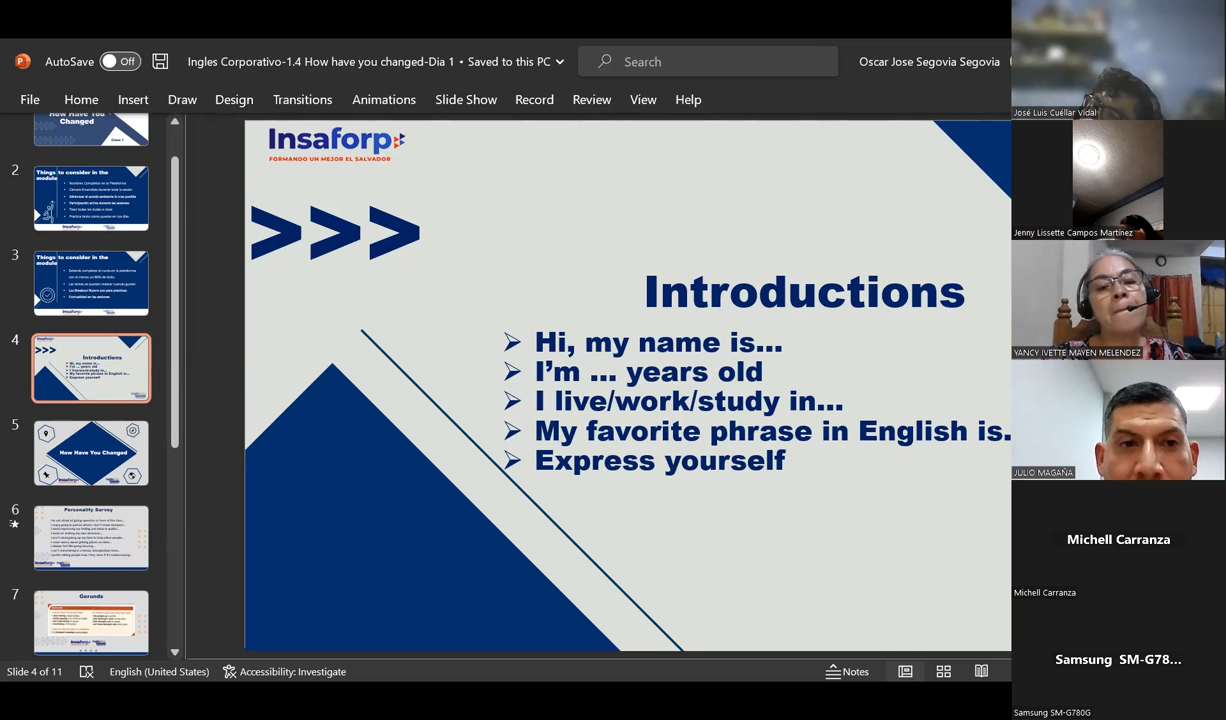 AutoSave Off Ingles Corporativo-1.4 How have you changed-Dia 1 • Saved to this PC Search Oscar Jose Segovia Segovia
File Home Insert Draw Design Transitions Animations Slide Show Record Review View Help
How Have You
Changed
2
Things to consider in the
module
3
Things to consider in the
module
4
Introductions
5
How Have You Changed
6
Personality Survey
7
Gerunds
Insaforp
FORMANDO UN MEJOR EL SALVADOR
>>>
Introductions
Hi, my name is...
I'm ... years old
I live/work/study in...
My favorite phrase in English is.
Express yourself
José Luis Cuéllar Vidal
Jenny Lissette Campos Martínez
YANCY IVETTE MAYEN MELENDEZ
JULIO MAGAÑA
Michell Carranza
Michell Carranza
Samsung SM-G78...
Samsung SM-G780G
Slide 4 of 11 English (United States) Accessibility: Investigate Notes